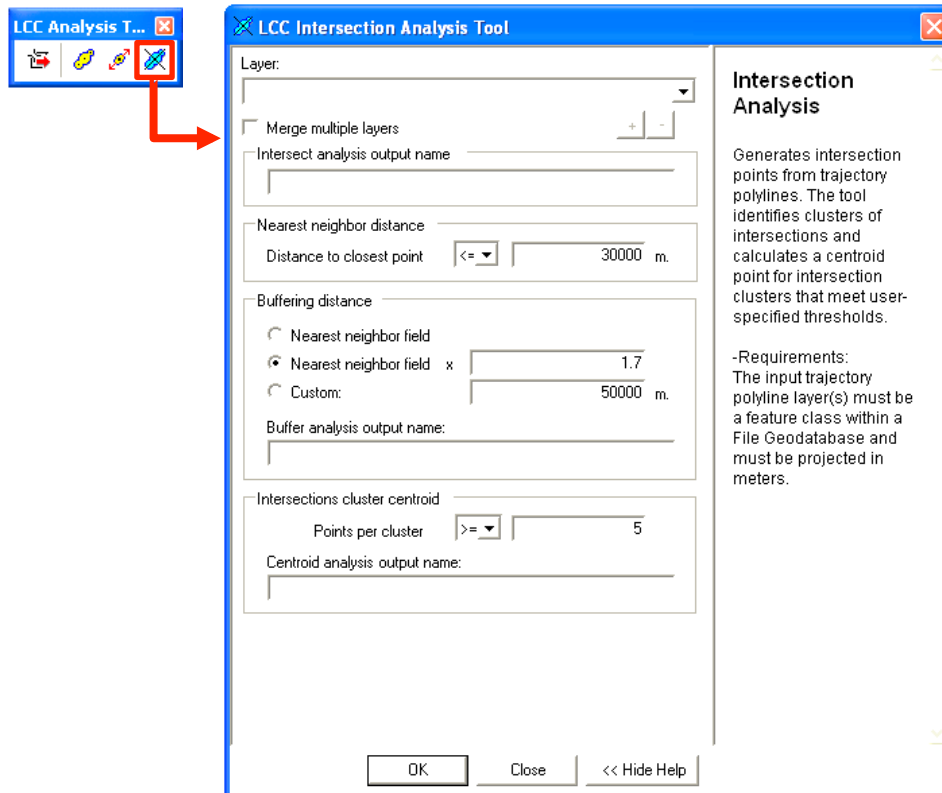 LCC Analysis T...
LCC Intersection Analysis Tool
Layer:
Merge multiple layers
+ -
Intersect analysis output name
Nearest neighbor distance
Distance to closest point <= 30000 m.
Buffering distance
Nearest neighbor field
Nearest neighbor field x 1.7
Custom: 50000 m.
Buffer analysis output name:
Intersections cluster centroid
Points per cluster >= 5
Centroid analysis output name:
OK Close << Hide Help
Intersection
Analysis
Generates intersection
points from trajectory
polylines. The tool
identifies clusters of
intersections and
calculates a centroid
point for intersection
clusters that meet user-
specified thresholds.
-Requirements:
The input trajectory
polyline layer(s) must be
a feature class within a
File Geodatabase and
must be projected in
meters.